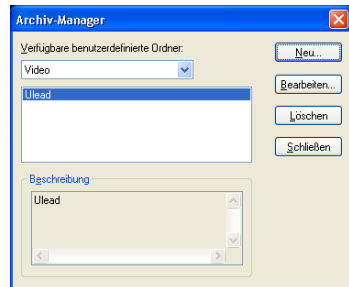 Archiv-Manager
Verfügbare benutzerdefinierte Ordner:
Neu...
Video
Bearbeiten...
Ulead
Löschen
Schließen
Beschreibung
Ulead